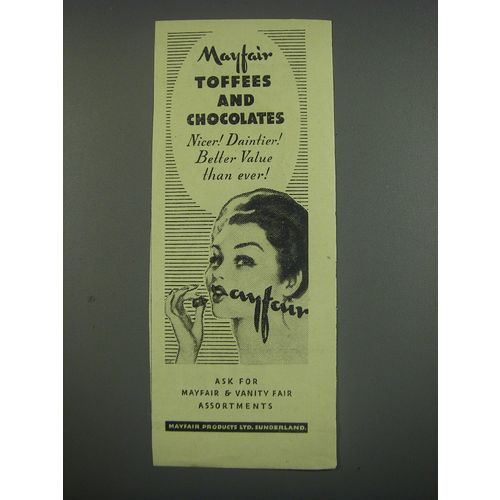 Mayfair
TOFFEES
AND
CHOCOLATES
Nicer! Daintier!
Better Value
than ever!
a mayfair
ASK FOR
MAYFAIR & VANITY FAIR
ASSORTMENTS
MAYFAIR PRODUCTS LTD. SUNDERLAND.